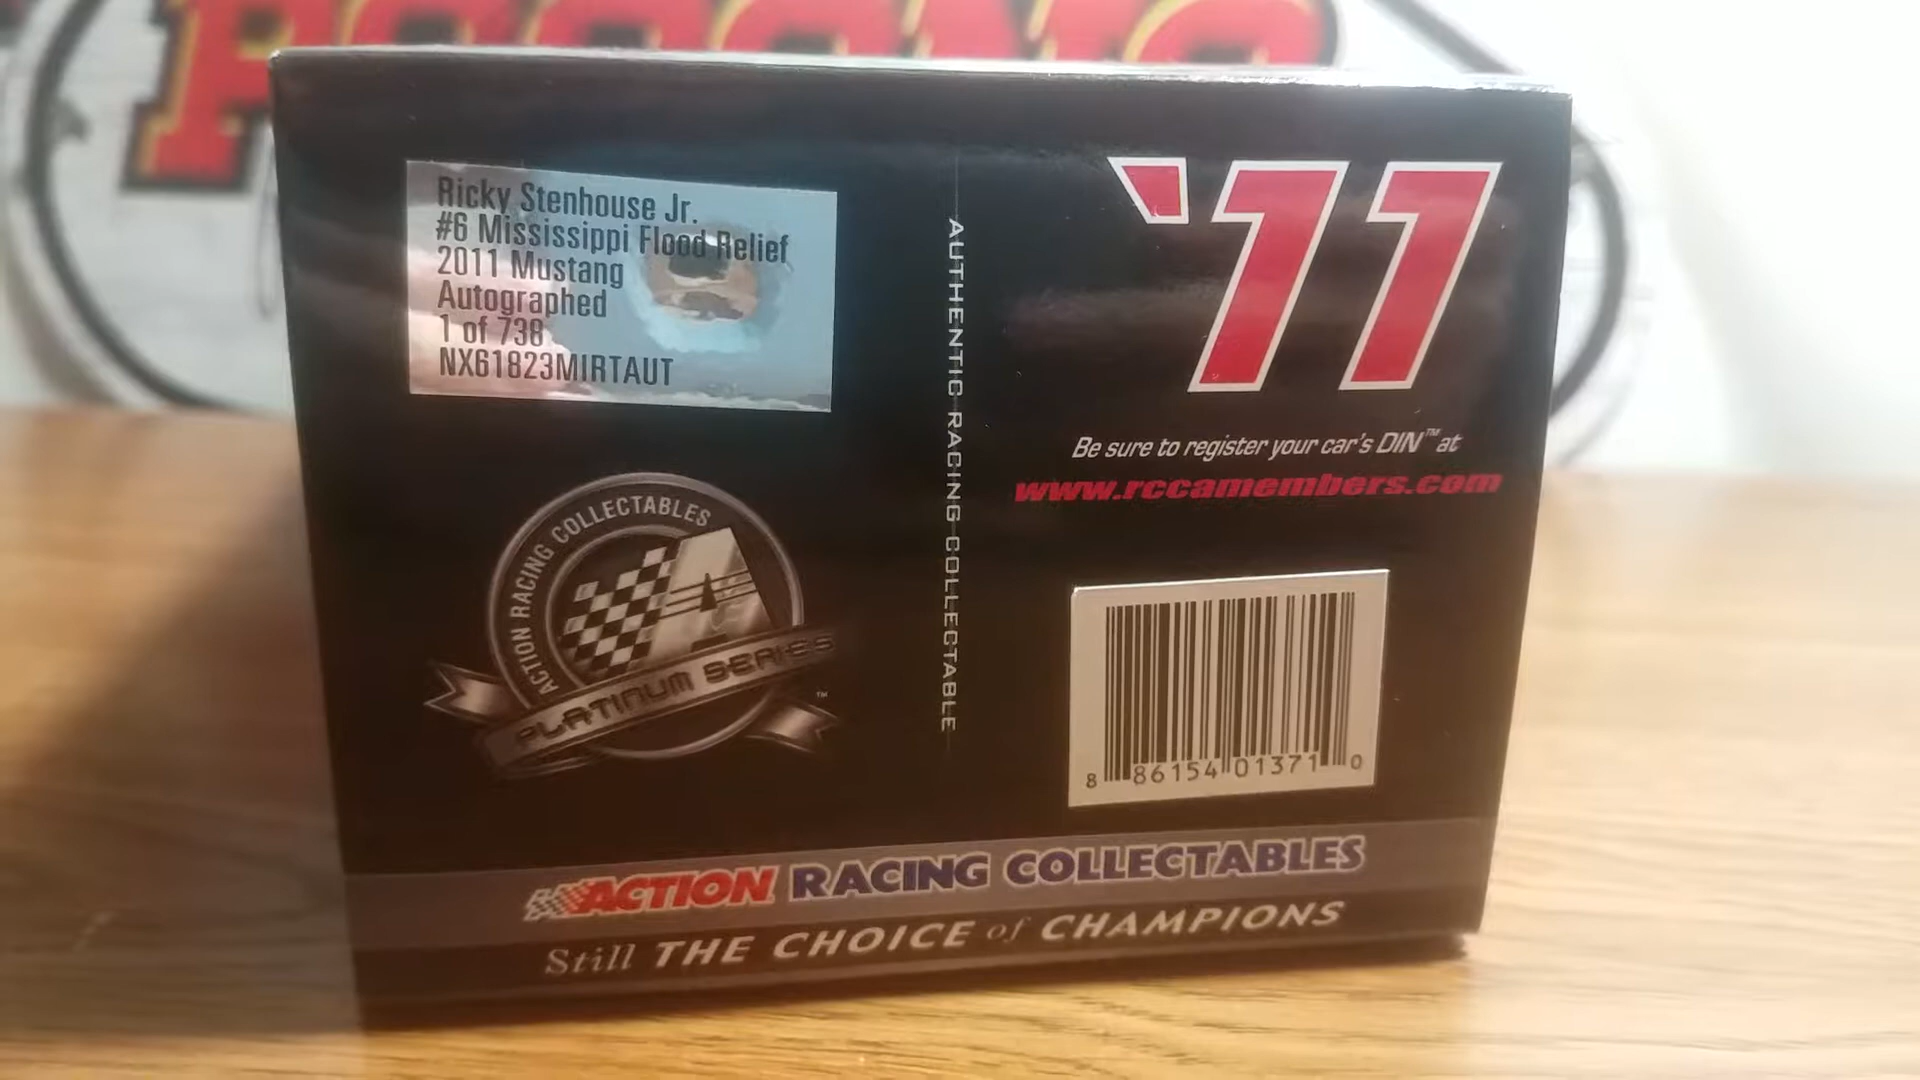 Ricky Stenhouse Jr.
#6 Mississippi Flood Relief
2011 Mustang
Autographed
1 of 738
NX61823MIRTAUT
ACTION RACING COLLECTABLES
A
PLATINUM SERIES
™
AUTHENTIC RACING COLLECTABLE
'11
Be sure to register your car's DIN™ at
www.rccamembers.com
8 86154 01371 0
ACTION RACING COLLECTABLES
Still THE CHOICE of CHAMPIONS